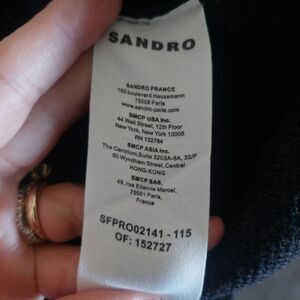 SANDRO
SANDRO FRANCE
150 boulevard Haussmann
75008 Paris
www.sandro-paris.com
SMCP USA Inc.
44 Wall Street, 12th Floor
New York, New York 10005
RN 132784
SMCP ASIA Inc.
The Centrium,Suite 3203A-5A, 32/F
60 Wyndham Street, Central
HONG-KONG
SMCP SAS.
49, rue Etienne Marcel,
75001 Paris,
France
SFPRO02141 - 115
OF: 152727